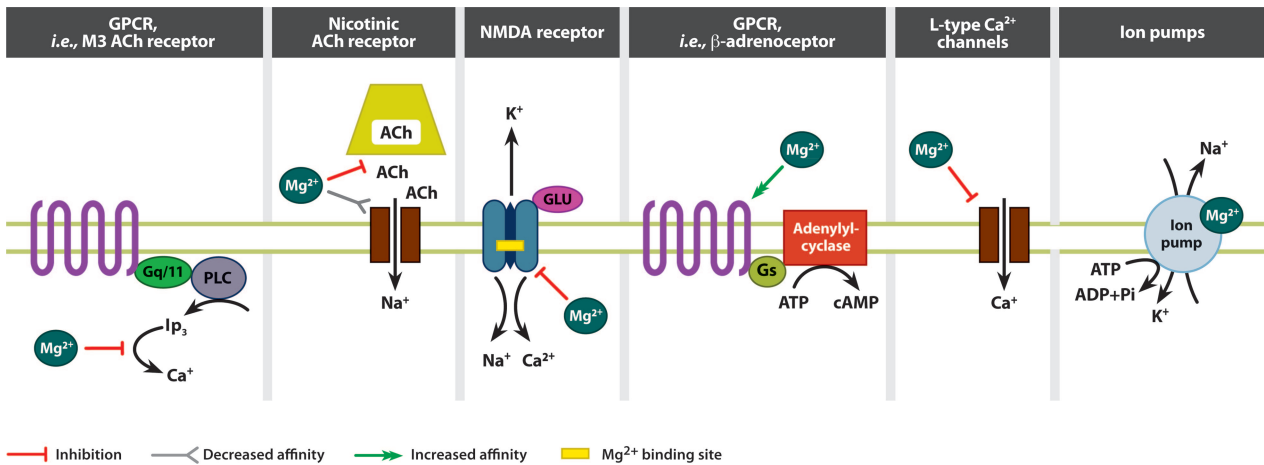 GPCR,
i.e., M3 ACh receptor
Nicotinic
ACh receptor
NMDA receptor
GPCR,
i.e., β-adrenoceptor
L-type Ca²⁺
channels
Ion pumps
Gq/11
PLC
Ip₃
Mg²⁺
Ca⁺
ACh
ACh
ACh
Mg²⁺
Na⁺
K⁺
GLU
Mg²⁺
Na⁺
Ca²⁺
Mg²⁺
Adenylyl-
cyclase
Gs
ATP
cAMP
Mg²⁺
Ca⁺
Na⁺
Mg²⁺
Ion
pump
ATP
ADP+Pi
K⁺
Inhibition
Decreased affinity
Increased affinity
Mg²⁺ binding site